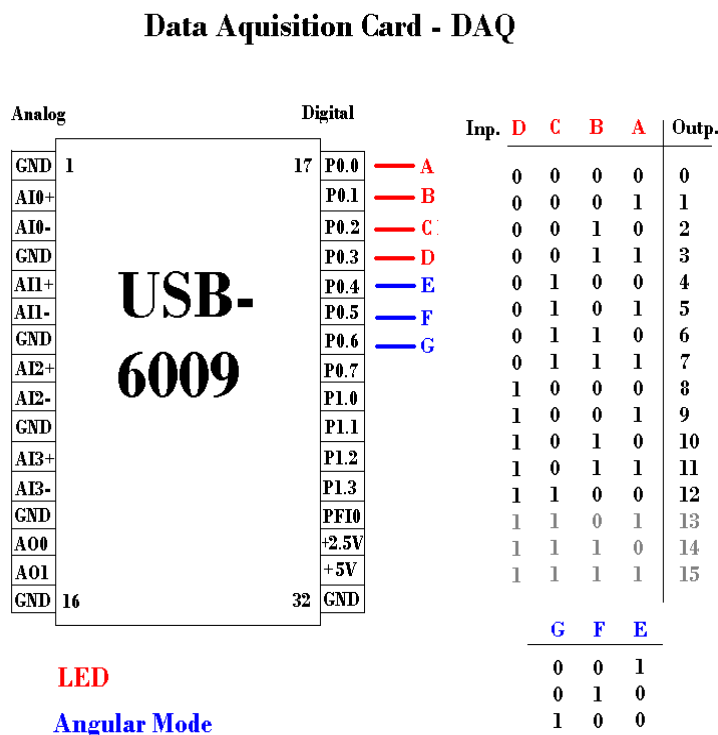 Data Aquisition Card - DAQ
Analog
Digital
GND 1 17 P0.0 A
AI0+ P0.1 B
AI0- P0.2 C
GND P0.3 D
AI1+ P0.4 E
AI1- P0.5 F
GND P0.6 G
AI2+ P0.7
AI2- P1.0
GND P1.1
AI3+ P1.2
AI3- P1.3
GND PFI0
AO0 +2.5V
AO1 +5V
GND 16 32 GND
USB-
6009
LED
Angular Mode
Inp. D C B A Outp.
0 0 0 0 0
0 0 0 1 1
0 0 1 0 2
0 0 1 1 3
0 1 0 0 4
0 1 0 1 5
0 1 1 0 6
0 1 1 1 7
1 0 0 0 8
1 0 0 1 9
1 0 1 0 10
1 0 1 1 11
1 1 0 0 12
1 1 0 1 13
1 1 1 0 14
1 1 1 1 15
G F E
0 0 1
0 1 0
1 0 0